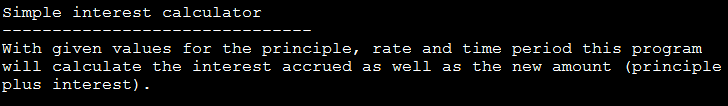 Simple interest calculator
-------------------------------
With given values for the principle, rate and time period this program
will calculate the interest accrued as well as the new amount (principle
plus interest).